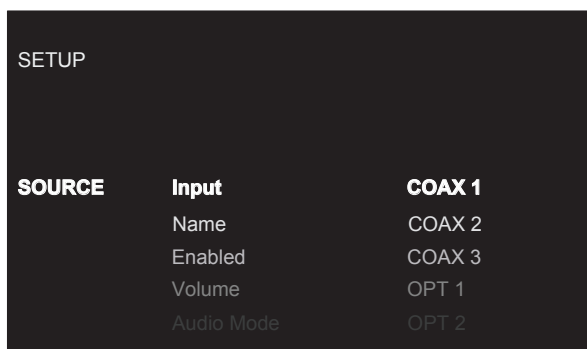 SETUP
SOURCE Input COAX 1
Name COAX 2
Enabled COAX 3
Volume OPT 1
Audio Mode OPT 2